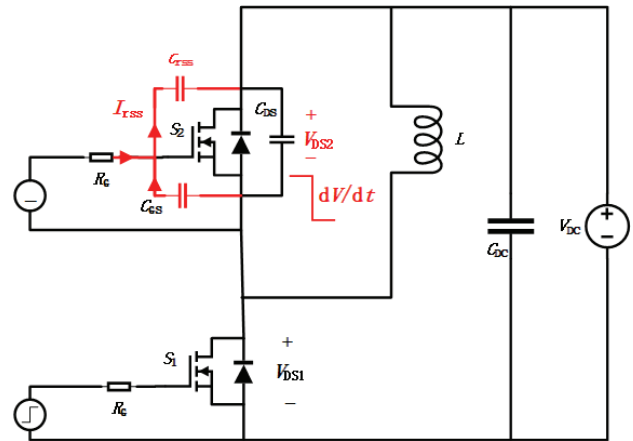 Crss
Irss
S2
CDS
+
VDS2
−
RG
CGS
dV/dt
L
CDC
VDC
+
−
S1
+
VDS1
−
RG